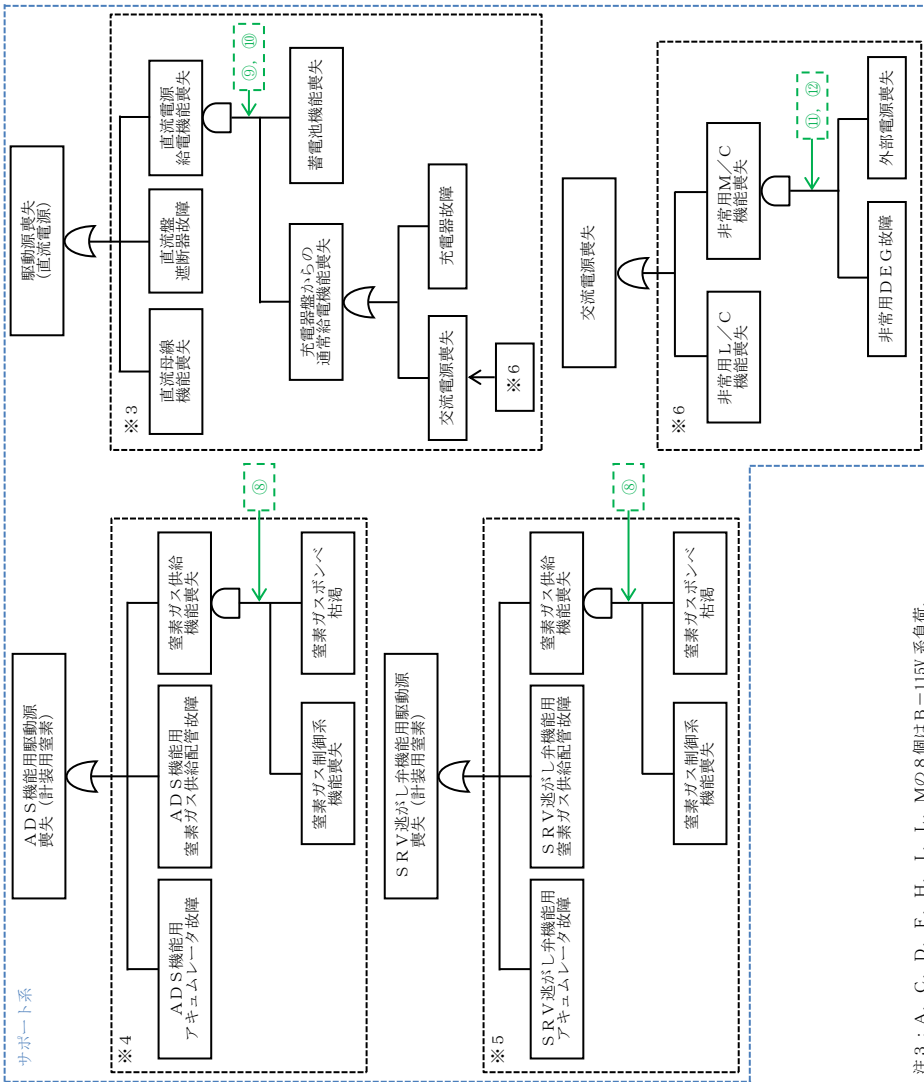 サポート系
ADS機能用駆動源
喪失(計装用窒素)
※4
ADS機能用
アキュムレータ故障
ADS機能用
窒素ガス供給配管故障
窒素ガス供給
機能喪失
⑧
窒素ガス制御系
機能喪失
窒素ガスボンベ
枯渇
SRV逃がし弁機能用駆動源
喪失(計装用窒素)
※5
SRV逃がし弁機能用
アキュムレータ故障
SRV逃がし弁機能用
窒素ガス供給配管故障
窒素ガス供給
機能喪失
⑧
窒素ガス制御系
機能喪失
窒素ガスボンベ
枯渇
駆動源喪失
(直流電源)
※3
直流母線
機能喪失
直流盤
遮断器故障
直流電源
給電機能喪失
⑨,⑩
充電器盤からの
通常給電機能喪失
蓄電池機能喪失
交流電源喪失
充電器故障
※6
交流電源喪失
※6
非常用L/C
機能喪失
非常用M/C
機能喪失
⑪,⑫
非常用DEG故障
外部電源喪失